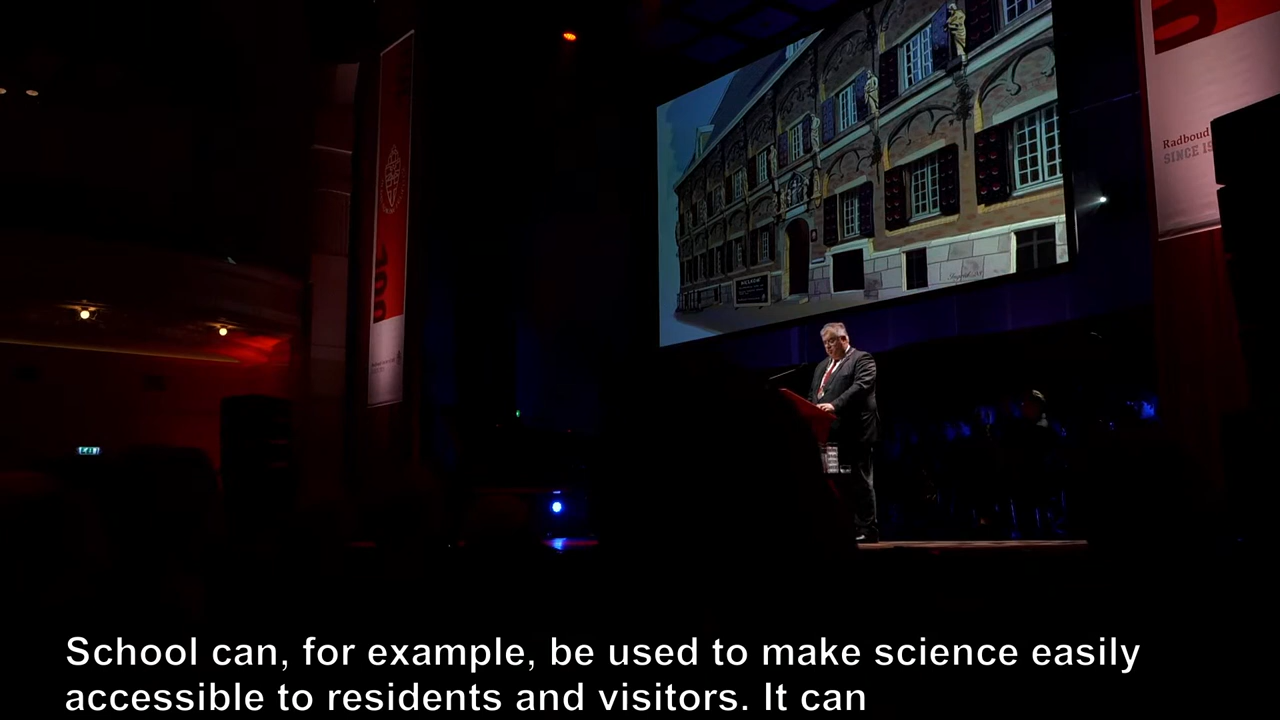 Radboud
SINCE 19
School can, for example, be used to make science easily
accessible to residents and visitors. It can